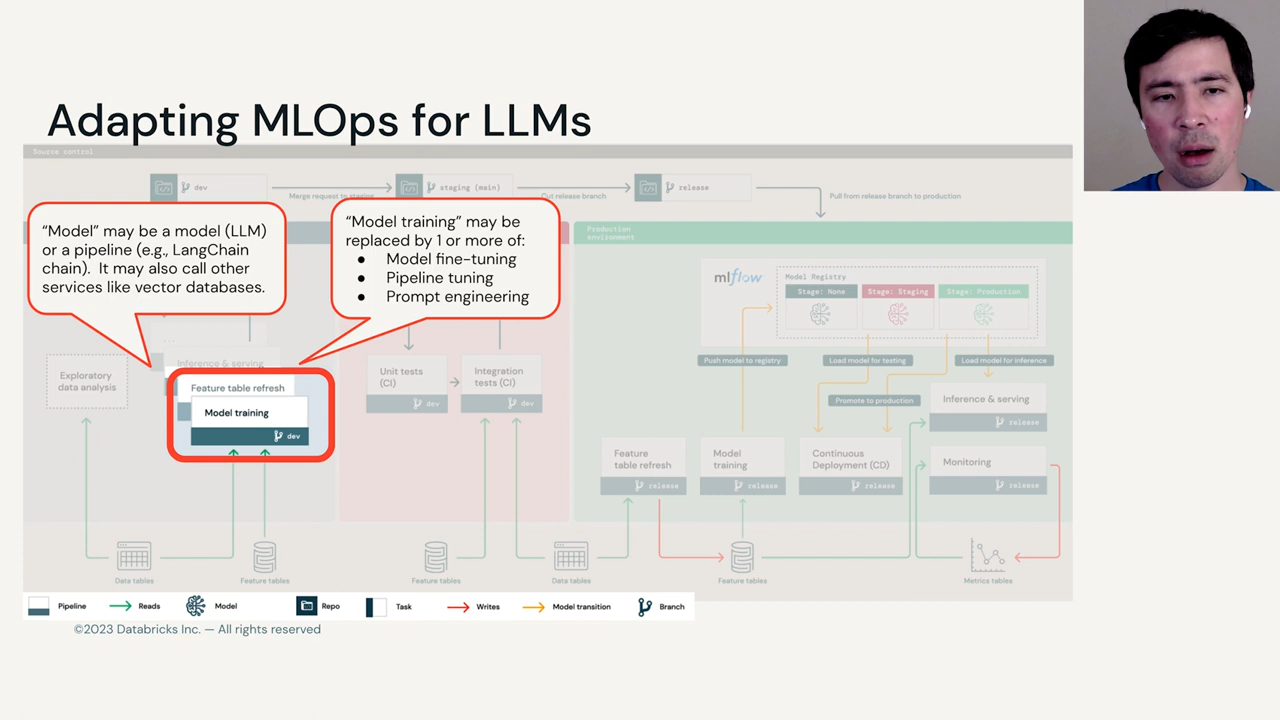 Adapting MLOps for LLMs
Source control
dev
Merge request to staging
staging (main)
Cut release branch
release
Pull from release branch to production
“Model” may be a model (LLM)
or a pipeline (e.g., LangChain
chain). It may also call other
services like vector databases.
“Model training” may be
replaced by 1 or more of:
● Model fine-tuning
● Pipeline tuning
● Prompt engineering
Production
environment
mlflow
Model Registry
Stage: None
Stage: Staging
Stage: Production
Push model to registry
Load model for testing
Load model for inference
Promote to production
Exploratory
data analysis
Inference & serving
Feature table refresh
Model training
dev
Unit tests
(CI)
dev
Integration
tests (CI)
dev
Inference & serving
release
Feature
table refresh
release
Model
training
release
Continuous
Deployment (CD)
release
Monitoring
release
Data tables
Feature tables
Feature tables
Data tables
Feature tables
Metrics tables
Pipeline
Reads
Model
Repo
Task
Writes
Model transition
Branch
©2023 Databricks Inc. — All rights reserved